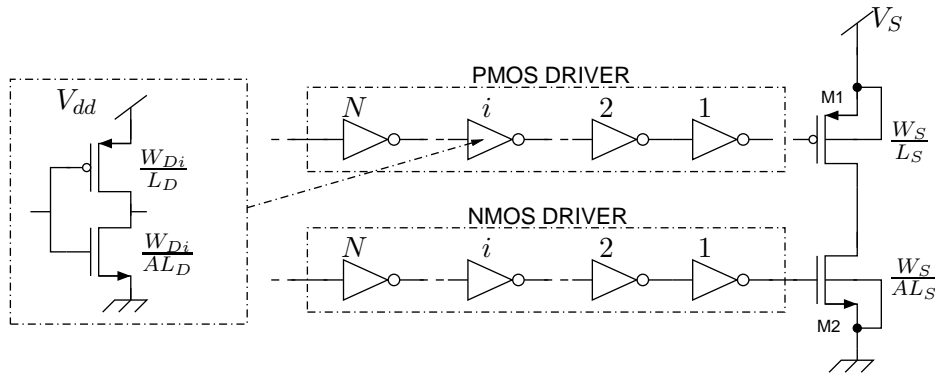 V_S
PMOS DRIVER
N i 2 1
M1
W_S
L_S
V_dd
W_Di
L_D
W_Di
AL_D
NMOS DRIVER
N i 2 1
W_S
AL_S
M2